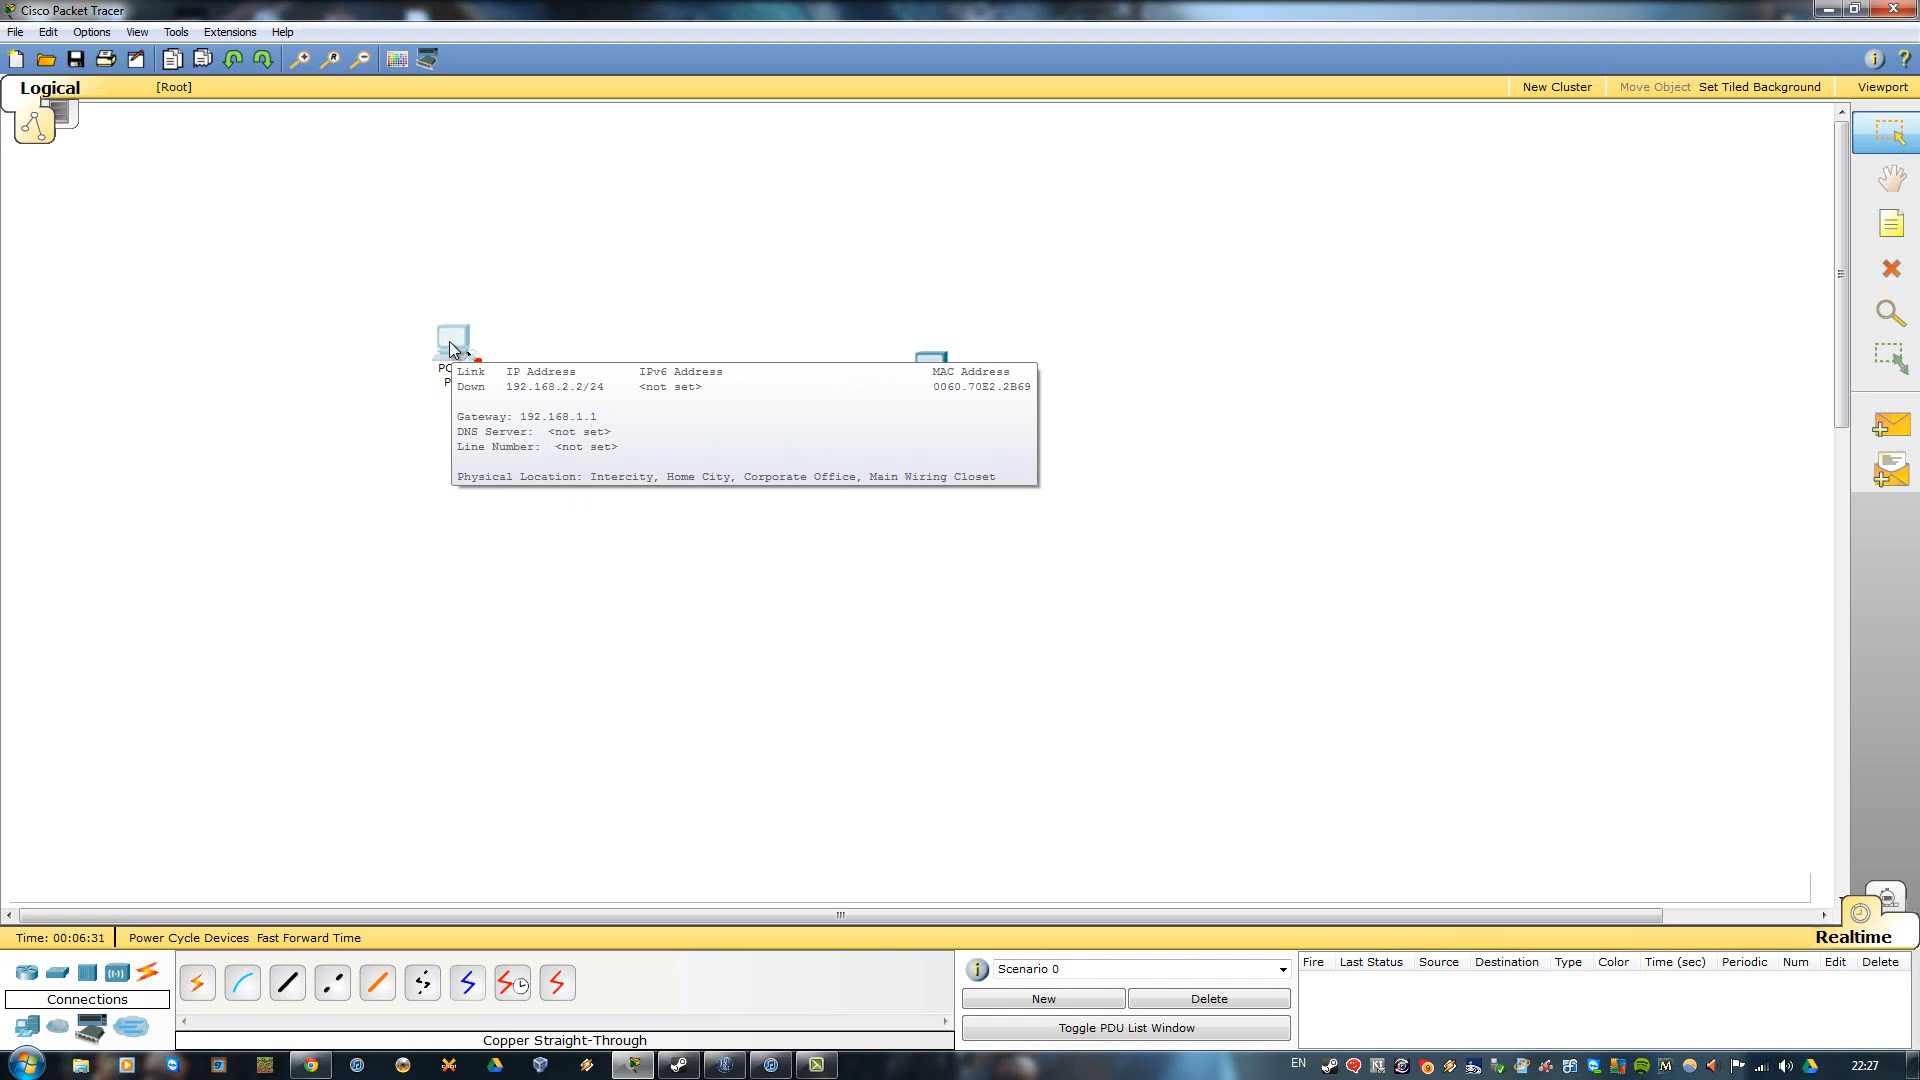 Cisco Packet Tracer
File Edit Options View Tools Extensions Help
Logical [Root] New Cluster Move Object Set Tiled Background Viewport
PC
P
Link IP Address IPv6 Address MAC Address
Down 192.168.2.2/24 <not set> 0060.70E2.2B69
Gateway: 192.168.1.1
DNS Server: <not set>
Line Number: <not set>
Physical Location: Intercity, Home City, Corporate Office, Main Wiring Closet
Time: 00:06:31 Power Cycle Devices Fast Forward Time
Realtime
Connections
Copper Straight-Through
Scenario 0
New Delete
Toggle PDU List Window
Fire Last Status Source Destination Type Color Time (sec) Periodic Num Edit Delete
EN 22:27